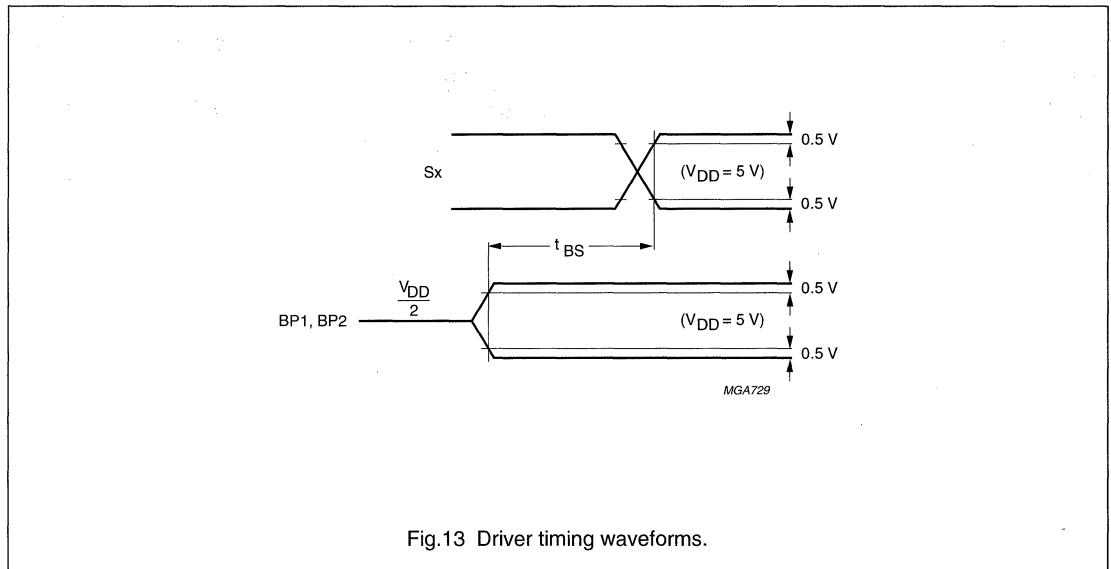 0.5 V
Sx
(VDD = 5 V)
0.5 V
tBS
VDD
2
0.5 V
BP1, BP2
(VDD = 5 V)
0.5 V
MGA729
Fig.13 Driver timing waveforms.